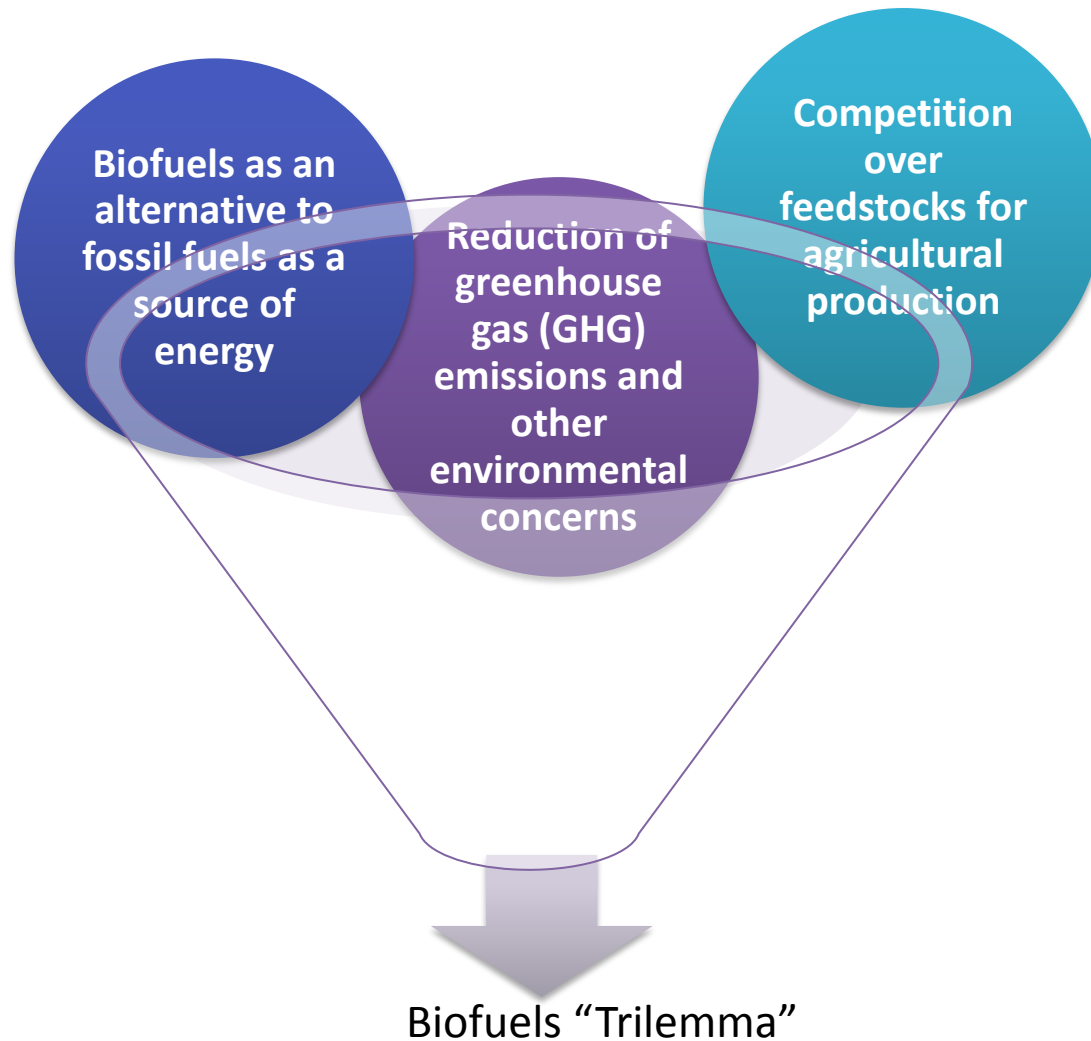 Biofuels as an
alternative to
fossil fuels as a
source of
energy
Reduction of
greenhouse
gas (GHG)
emissions and
other
environmental
concerns
Competition
over
feedstocks for
agricultural
production
Biofuels “Trilemma”